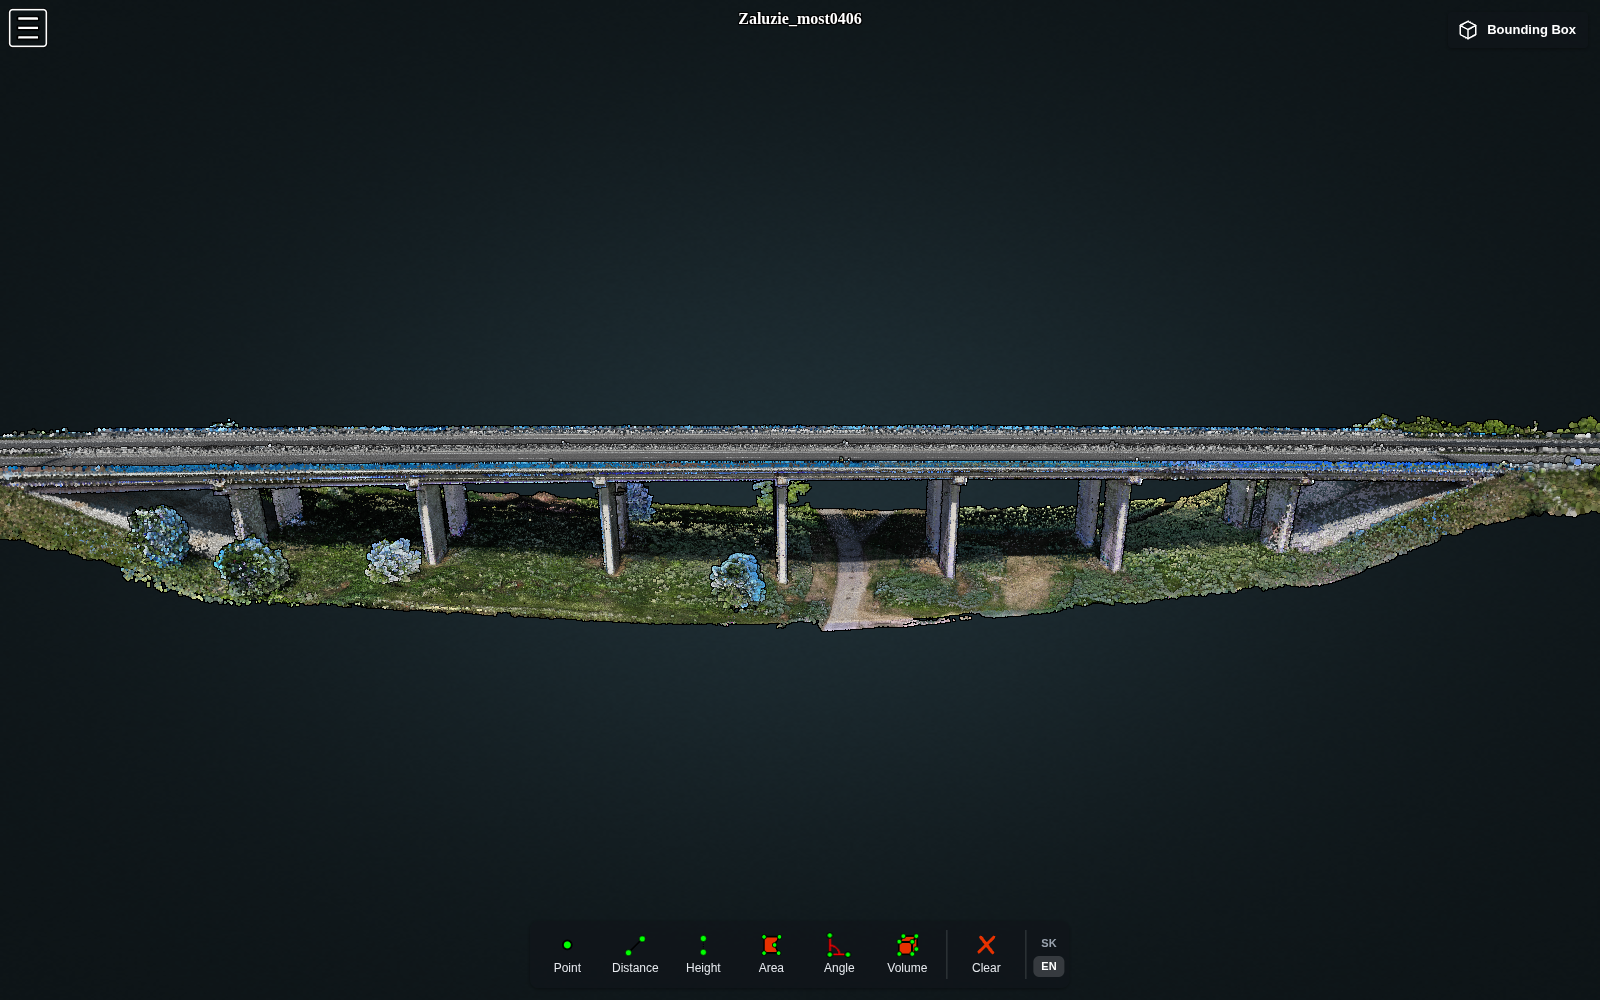 Zaluzie_most0406
Bounding Box
Point
Distance
Height
Area
Angle
Volume
Clear
SK
EN